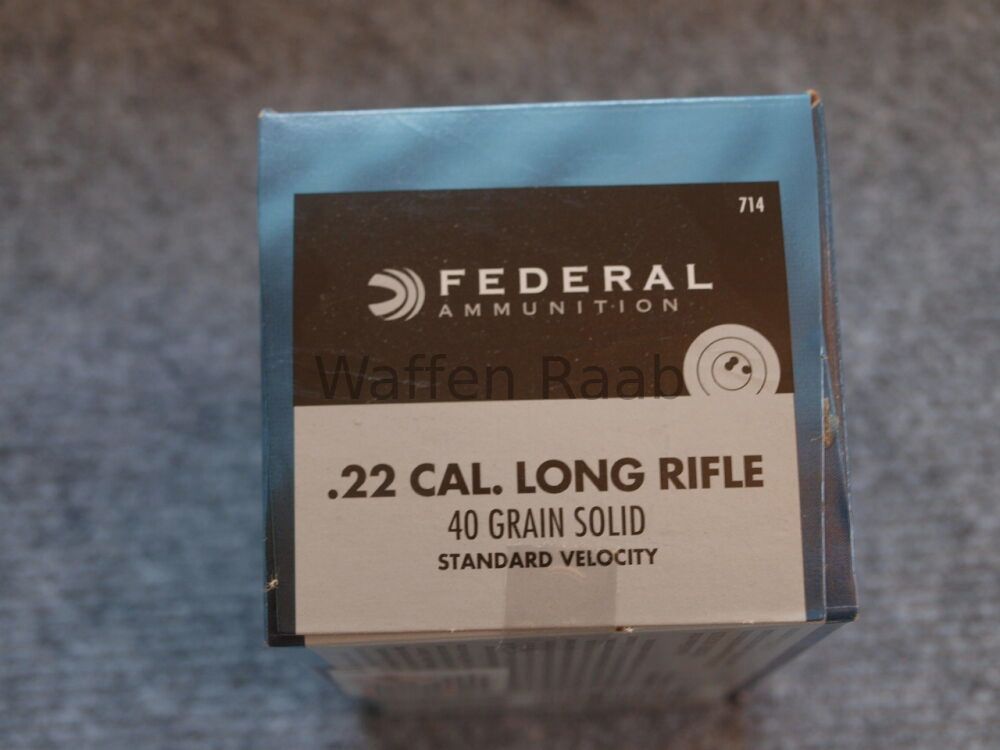 714
FEDERAL
AMMUNITION
Waffen Raab
.22 CAL. LONG RIFLE
40 GRAIN SOLID
STANDARD VELOCITY